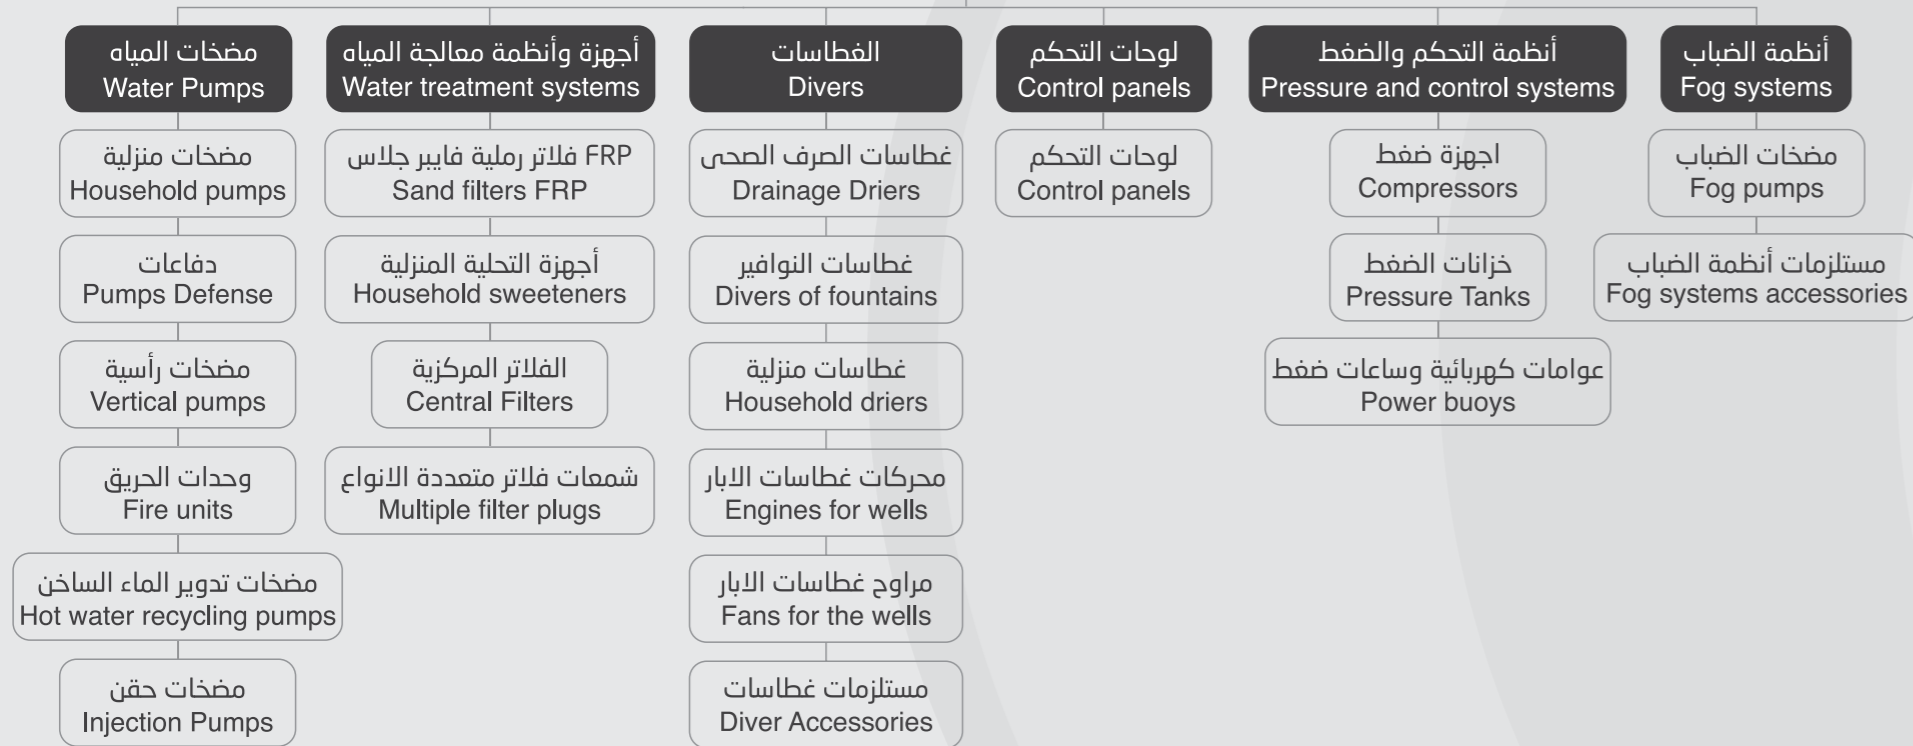 مضخات المياه
Water Pumps
مضخات منزلية
Household pumps
دفاعات
Pumps Defense
مضخات رأسية
Vertical pumps
وحدات الحريق
Fire units
مضخات تدوير الماء الساخن
Hot water recycling pumps
مضخات حقن
Injection Pumps
أجهزة وأنظمة معالجة المياه
Water treatment systems
فلاتر رملية فايبر جلاس FRP
Sand filters FRP
أجهزة التحلية المنزلية
Household sweeteners
الفلاتر المركزية
Central Filters
شمعات فلاتر متعددة الانواع
Multiple filter plugs
الغطاسات
Divers
غطاسات الصرف الصحى
Drainage Driers
غطاسات النوافير
Divers of fountains
غطاسات منزلية
Household driers
محركات غطاسات الابار
Engines for wells
مراوح غطاسات الابار
Fans for the wells
مستلزمات غطاسات
Diver Accessories
لوحات التحكم
Control panels
لوحات التحكم
Control panels
أنظمة التحكم والضغط
Pressure and control systems
اجهزة ضغط
Compressors
خزانات الضغط
Pressure Tanks
عوامات كهربائية وساعات ضغط
Power buoys
أنظمة الضباب
Fog systems
مضخات الضباب
Fog pumps
مستلزمات أنظمة الضباب
Fog systems accessories